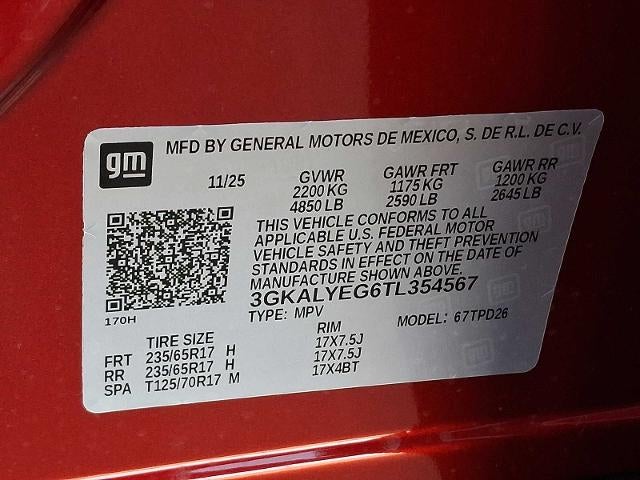 gm
MFD BY GENERAL MOTORS DE MEXICO, S. DE R.L. DE C.V.
11/25 GVWR GAWR FRT GAWR RR
2200 KG 1175 KG 1200 KG
4850 LB 2590 LB 2645 LB
THIS VEHICLE CONFORMS TO ALL
APPLICABLE U.S. FEDERAL MOTOR
VEHICLE SAFETY AND THEFT PREVENTION
STANDARDS IN EFFECT ON THE DATE OF
MANUFACTURE SHOWN ABOVE.
3GKALYEG6TL354567
170H
TYPE: MPV MODEL: 67TPD26
TIRE SIZE RIM
FRT 235/65R17 H 17X7.5J
RR 235/65R17 H 17X7.5J
SPA T125/70R17 M 17X4BT